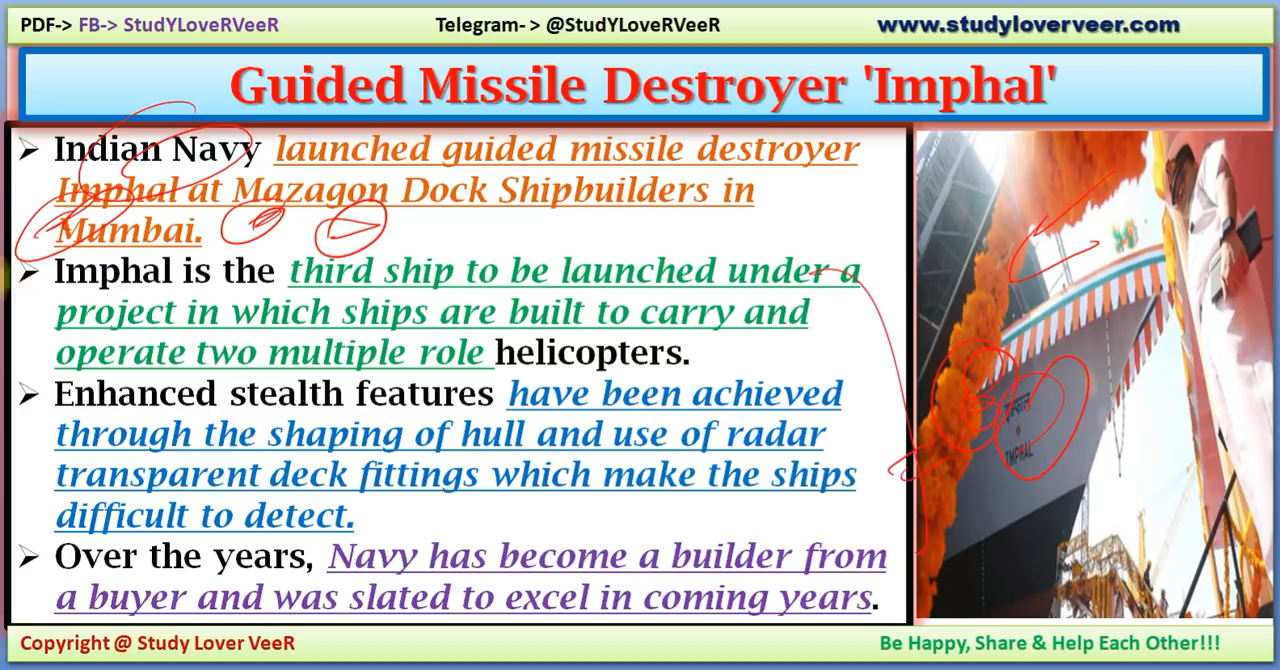 PDF-> FB-> StudYLoveRVeeR Telegram- > @StudYLoveRVeeR www.studyloverveer.com
Guided Missile Destroyer 'Imphal'
➢ Indian Navy launched guided missile destroyer
Imphal at Mazagon Dock Shipbuilders in
Mumbai.
➢ Imphal is the third ship to be launched under a
project in which ships are built to carry and
operate two multiple role helicopters.
➢ Enhanced stealth features have been achieved
through the shaping of hull and use of radar
transparent deck fittings which make the ships
difficult to detect.
➢ Over the years, Navy has become a builder from
a buyer and was slated to excel in coming years.
IMPHAL
Copyright @ Study Lover VeeR Be Happy, Share & Help Each Other!!!